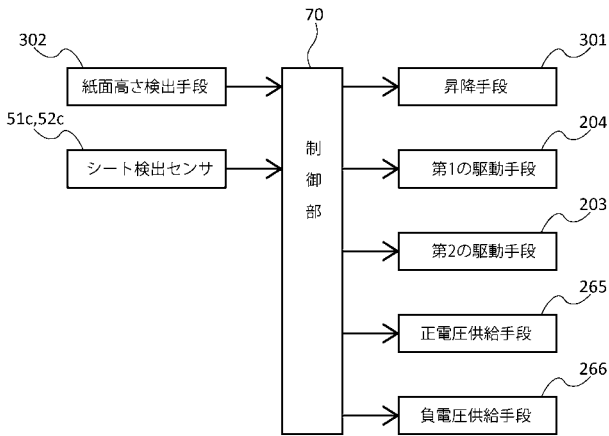 302
紙面高さ検出手段
51c,52c
シート検出センサ
70
制御部
301
昇降手段
204
第1の駆動手段
203
第2の駆動手段
265
正電圧供給手段
266
負電圧供給手段